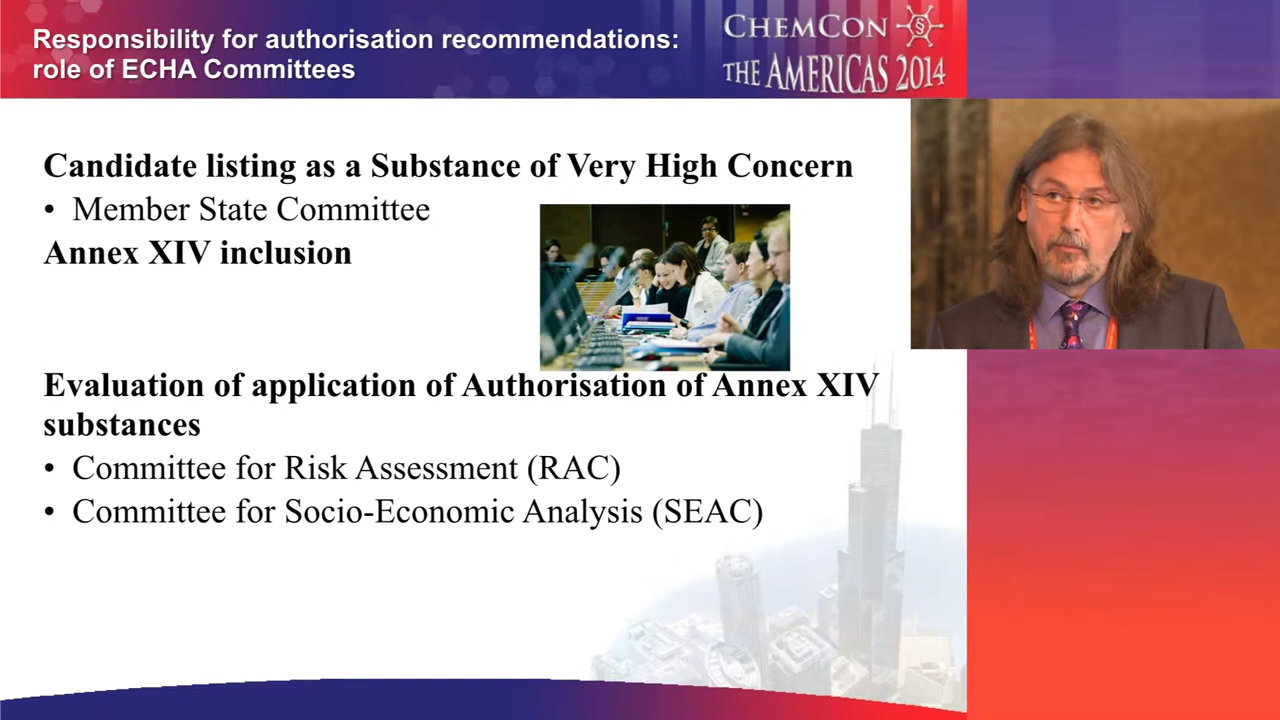 Responsibility for authorisation recommendations:
role of ECHA Committees
CHEMCON §
THE AMERICAS 2014
Candidate listing as a Substance of Very High Concern
• Member State Committee
Annex XIV inclusion
Evaluation of application of Authorisation of Annex XIV
substances
• Committee for Risk Assessment (RAC)
• Committee for Socio-Economic Analysis (SEAC)